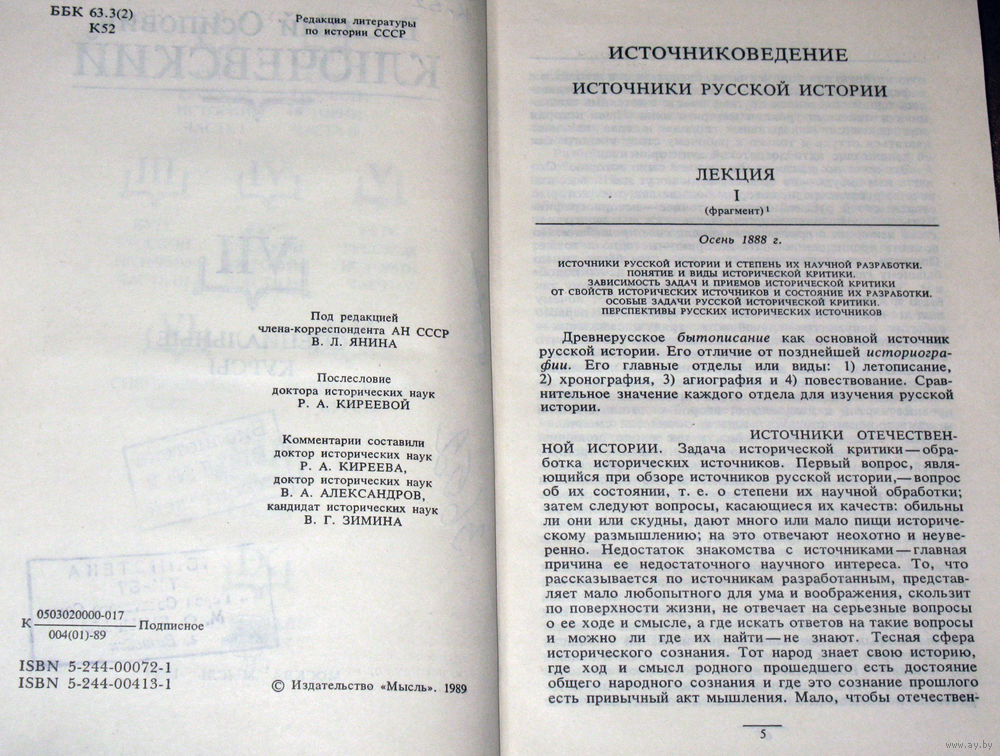 ББК 63.3(2)
К52
Редакция литературы
по истории СССР
Под редакцией
члена-корреспондента АН СССР
В. Л. ЯНИНА
Послесловие
доктора исторических наук
Р. А. КИРЕЕВОЙ
Комментарии составили
доктор исторических наук
Р. А. КИРЕЕВА,
доктор исторических наук
В. А. АЛЕКСАНДРОВ,
кандидат исторических наук
В. Г. ЗИМИНА
К 0503020000-017
004(01)-89 Подписное
ISBN 5-244-00072-1
ISBN 5-244-00413-1
© Издательство «Мысль». 1989
ИСТОЧНИКОВЕДЕНИЕ
ИСТОЧНИКИ РУССКОЙ ИСТОРИИ
ЛЕКЦИЯ
I
(фрагмент)¹
Осень 1888 г.
ИСТОЧНИКИ РУССКОЙ ИСТОРИИ И СТЕПЕНЬ ИХ НАУЧНОЙ РАЗРАБОТКИ.
ПОНЯТИЕ И ВИДЫ ИСТОРИЧЕСКОЙ КРИТИКИ.
ЗАВИСИМОСТЬ ЗАДАЧ И ПРИЕМОВ ИСТОРИЧЕСКОЙ КРИТИКИ
ОТ СВОЙСТВ ИСТОРИЧЕСКИХ ИСТОЧНИКОВ И СОСТОЯНИЕ ИХ РАЗРАБОТКИ.
ОСОБЫЕ ЗАДАЧИ РУССКОЙ ИСТОРИЧЕСКОЙ КРИТИКИ.
ПЕРСПЕКТИВЫ РУССКИХ ИСТОРИЧЕСКИХ ИСТОЧНИКОВ
Древнерусское бытописание как основной источник
русской истории. Его отличие от позднейшей историогра-
фии. Его главные отделы или виды: 1) летописание,
2) хронография, 3) агиография и 4) повествование. Срав-
нительное значение каждого отдела для изучения русской
истории.
ИСТОЧНИКИ ОТЕЧЕСТВЕН-
НОЙ ИСТОРИИ. Задача исторической критики — обра-
ботка исторических источников. Первый вопрос, явля-
ющийся при обзоре источников русской истории,— вопрос
об их состоянии, т. е. о степени их научной обработки;
затем следуют вопросы, касающиеся их качеств: обильны
ли они или скудны, дают много или мало пищи историче-
скому размышлению; на это отвечают неохотно и неуве-
ренно. Недостаток знакомства с источниками — главная
причина ее недостаточного научного интереса. То, что
рассказывается по источникам разработанным, представ-
ляет мало любопытного для ума и воображения, скользит
по поверхности жизни, не отвечает на серьезные вопросы
о ее ходе и смысле, а где искать ответов на такие вопросы
и можно ли где их найти — не знают. Тесная сфера
исторического сознания. Тот народ знает свою историю,
где ход и смысл родного прошедшего есть достояние
общего народного сознания и где это сознание прошлого
есть привычный акт мышления. Мало, чтобы отечествен-
5
www.ay.by